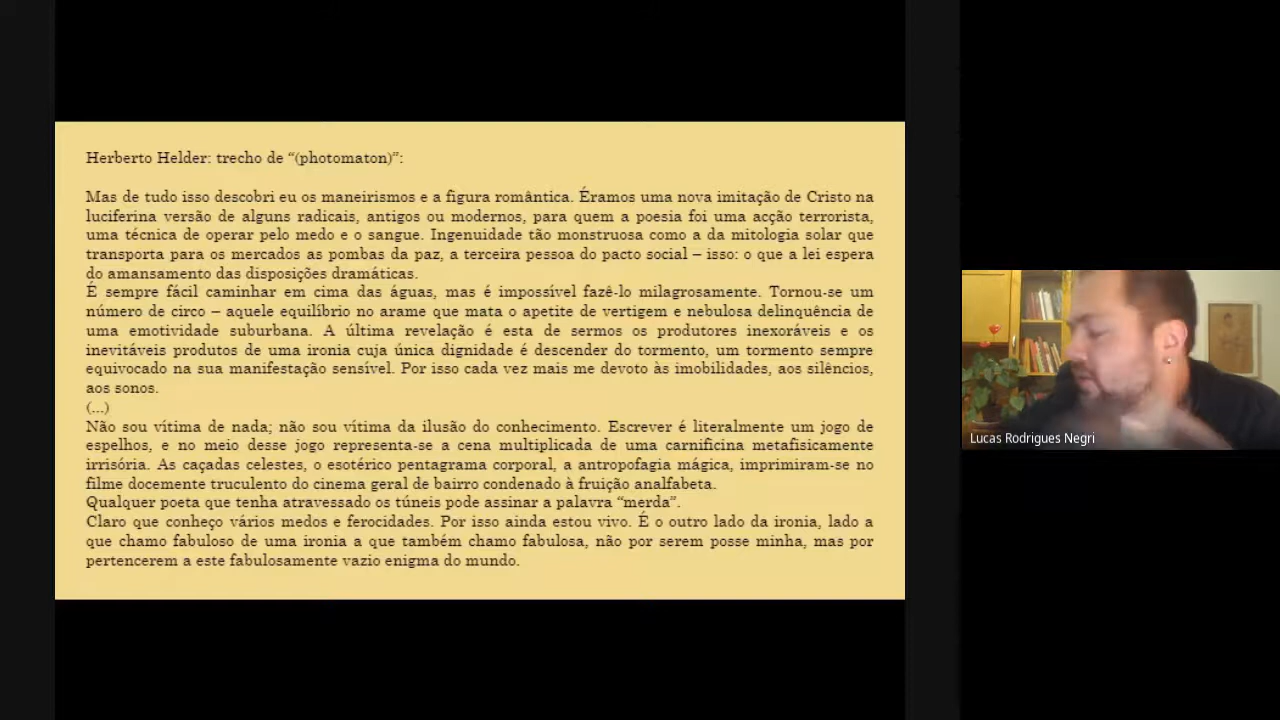 Herberto Helder: trecho de “(photomaton)”:
Mas de tudo isso descobri eu os maneirismos e a figura romântica. Éramos uma nova imitação de Cristo na
luciferina versão de alguns radicais, antigos ou modernos, para quem a poesia foi uma acção terrorista,
uma técnica de operar pelo medo e o sangue. Ingenuidade tão monstruosa como a da mitologia solar que
transporta para os mercados as pombas da paz, a terceira pessoa do pacto social – isso: o que a lei espera
do amansamento das disposições dramáticas.
É sempre fácil caminhar em cima das águas, mas é impossível fazê-lo milagrosamente. Tornou-se um
número de circo – aquele equilíbrio no arame que mata o apetite de vertigem e nebulosa delinquência de
uma emotividade suburbana. A última revelação é esta de sermos os produtores inexoráveis e os
inevitáveis produtos de uma ironia cuja única dignidade é descender do tormento, um tormento sempre
equivocado na sua manifestação sensível. Por isso cada vez mais me devoto às imobilidades, aos silêncios,
aos sonos.
(...)
Não sou vítima de nada; não sou vítima da ilusão do conhecimento. Escrever é literalmente um jogo de
espelhos, e no meio desse jogo representa-se a cena multiplicada de uma carnificina metafisicamente
irrisória. As caçadas celestes, o esotérico pentagrama corporal, a antropofagia mágica, imprimiram-se no
filme docemente truculento do cinema geral de bairro condenado à fruição analfabeta.
Qualquer poeta que tenha atravessado os túneis pode assinar a palavra “merda”.
Claro que conheço vários medos e ferocidades. Por isso ainda estou vivo. É o outro lado da ironia, lado a
que chamo fabuloso de uma ironia a que também chamo fabulosa, não por serem posse minha, mas por
pertencerem a este fabulosamente vazio enigma do mundo.
Lucas Rodrigues Negri